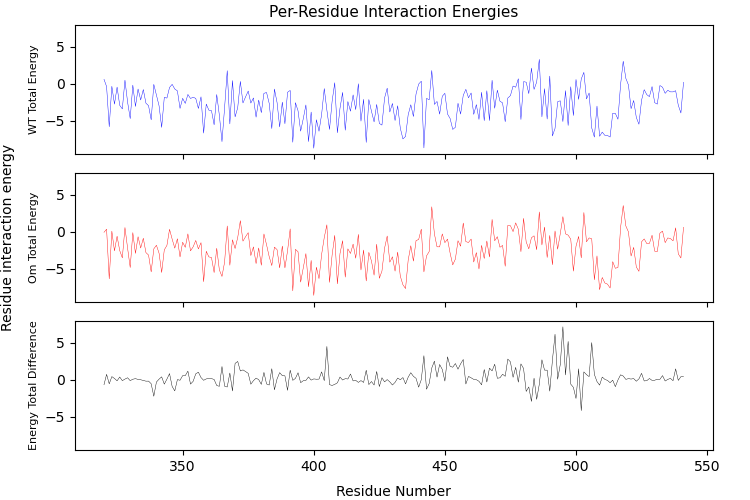 Per-Residue Interaction Energies
Residue interaction energy
WT Total Energy
5
0
−5
Om Total Energy
5
0
−5
Energy Total Difference
5
0
−5
350 400 450 500 550
Residue Number